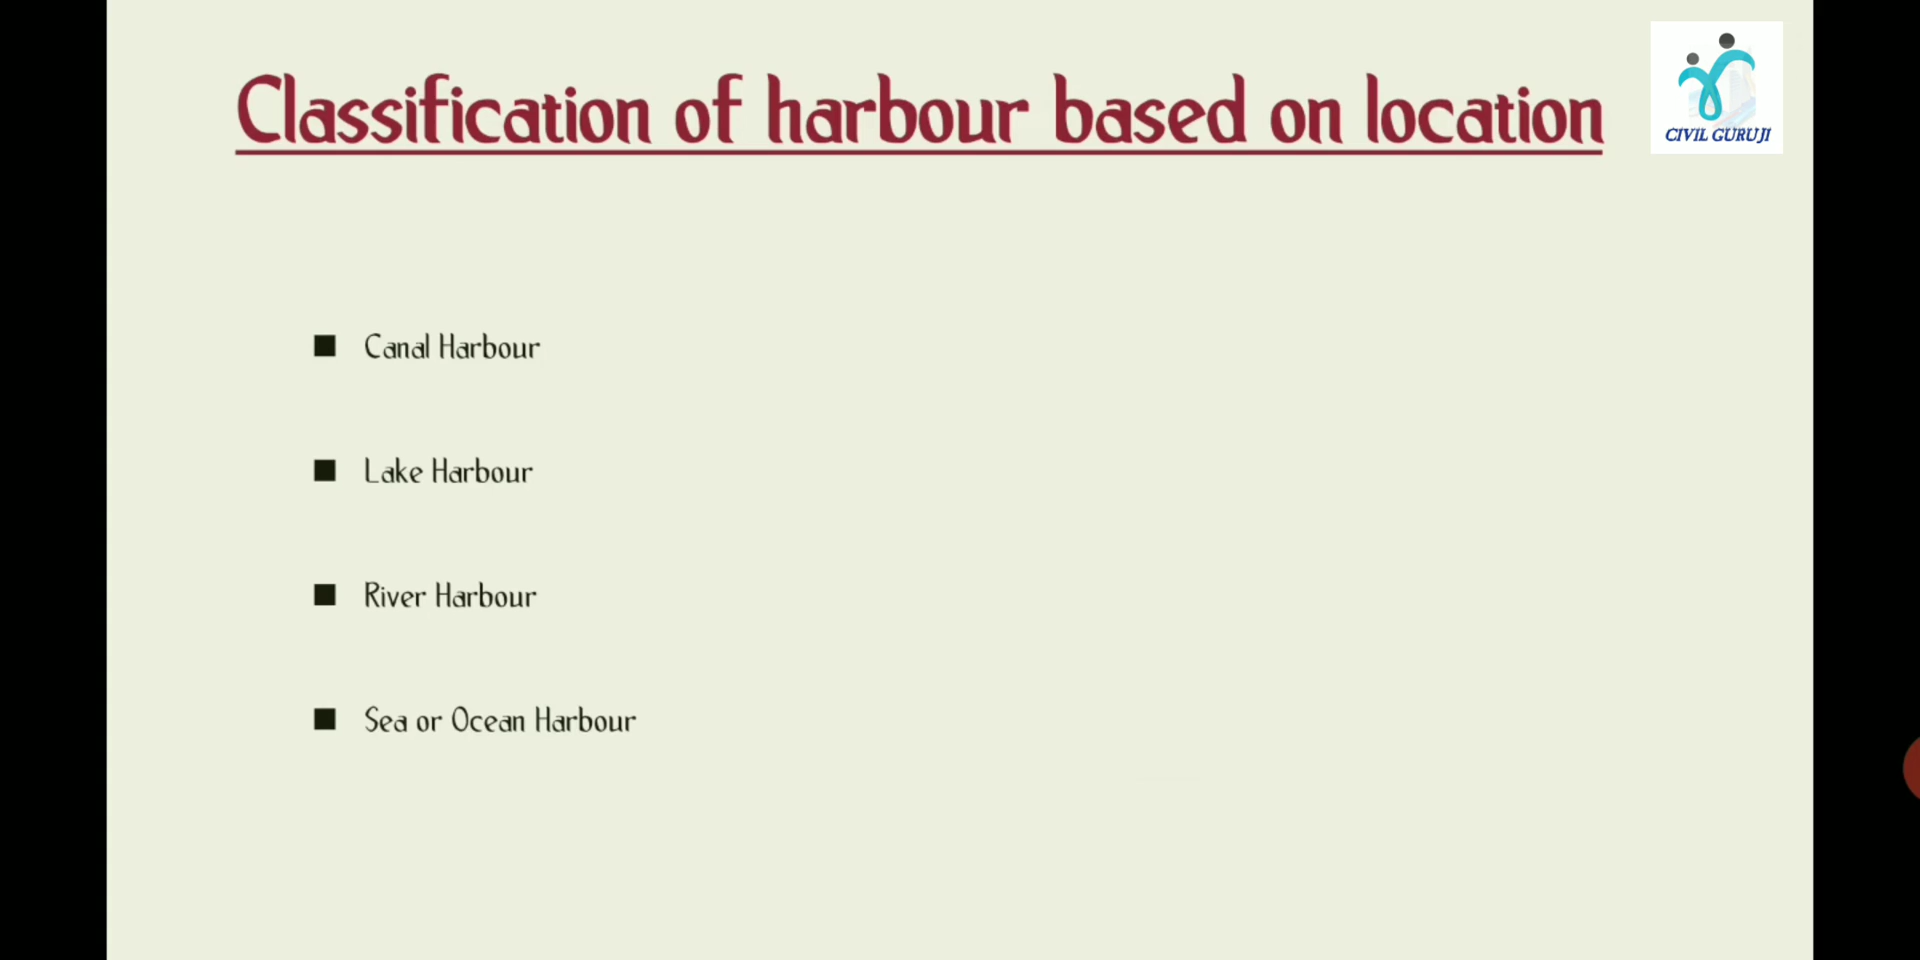 Classification of harbour based on location
CIVIL GURUJI
Canal Harbour
Lake Harbour
River Harbour
Sea or Ocean Harbour